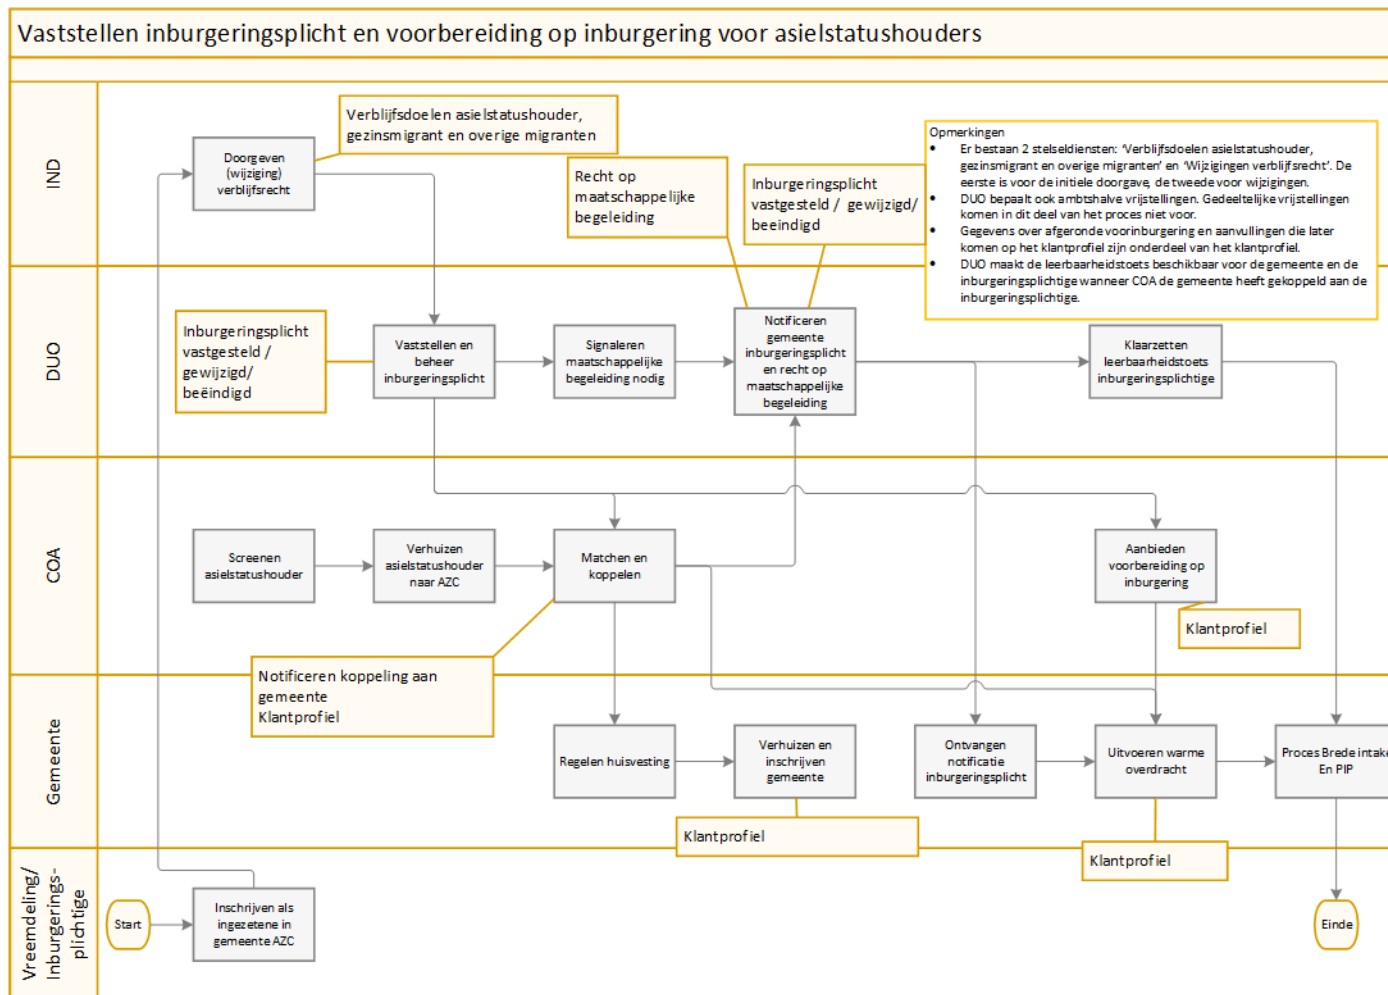 Vaststellen inburgeringsplicht en voorbereiding op inburgering voor asielstatushouders
IND
Doorgeven
(wijziging)
verblijfsrecht
Verblijfsdoelen asielstatushouder,
gezinsmigrant en overige migranten
Recht op
maatschappelijke
begeleiding
Inburgeringsplicht
vastgesteld / gewijzigd/
beeindigd
Opmerkingen
• Er bestaan 2 stelseldiensten: ‘Verblijfsdoelen asielstatushouder,
gezinsmigrant en overige migranten’ en ‘Wijzigingen verblijfsrecht’. De
eerste is voor de initiele doorgave, de tweede voor wijzigingen.
• DUO bepaalt ook ambtshalve vrijstellingen. Gedeeltelijke vrijstellingen
komen in dit deel van het proces niet voor.
• Gegevens over afgeronde voorinburgering en aanvullingen die later
komen op het klantprofiel zijn onderdeel van het klantprofiel.
• DUO maakt de leerbaarheidstoets beschikbaar voor de gemeente en de
inburgeringsplichtige wanneer COA de gemeente heeft gekoppeld aan de
inburgeringsplichtige.
DUO
Inburgeringsplicht
vastgesteld /
gewijzigd/
beëindigd
Vaststellen en
beheer
inburgeringsplicht
Signaleren
maatschappelijke
begeleiding nodig
Notificeren
gemeente
inburgeringsplicht
en recht op
maatschappelijke
begeleiding
Klaarzetten
leerbaarheidstoets
inburgeringsplichtige
COA
Screenen
asielstatushouder
Verhuizen
asielstatushouder
naar AZC
Matchen en
koppelen
Aanbieden
voorbereiding op
inburgering
Klantprofiel
Notificeren koppeling aan
gemeente
Klantprofiel
Gemeente
Regelen huisvesting
Verhuizen en
inschrijven
gemeente
Ontvangen
notificatie
inburgeringsplicht
Uitvoeren warme
overdracht
Proces Brede intake
En PIP
Klantprofiel
Klantprofiel
Vreemdeling/
Inburgerings-
plichtige
Start
Inschrijven als
ingezetene in
gemeente AZC
Einde